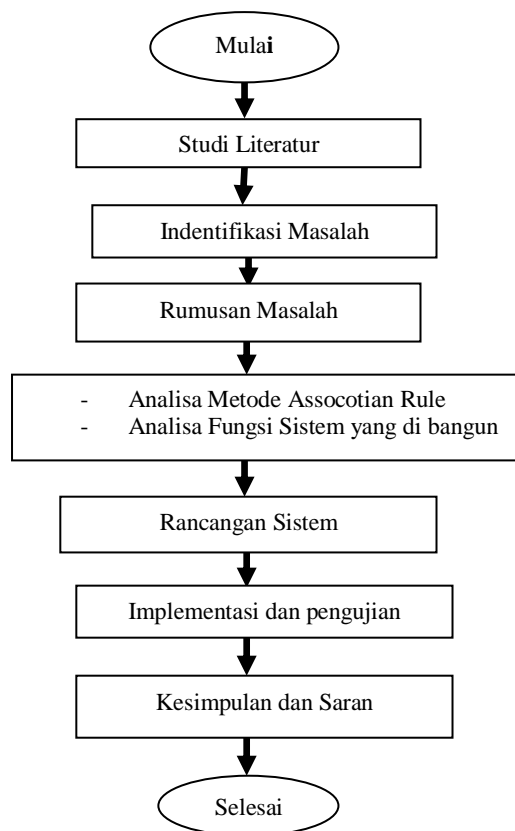 Mulai
Studi Literatur
Indentifikasi Masalah
Rumusan Masalah
- Analisa Metode Assocotian Rule
- Analisa Fungsi Sistem yang di bangun
Rancangan Sistem
Implementasi dan pengujian
Kesimpulan dan Saran
Selesai